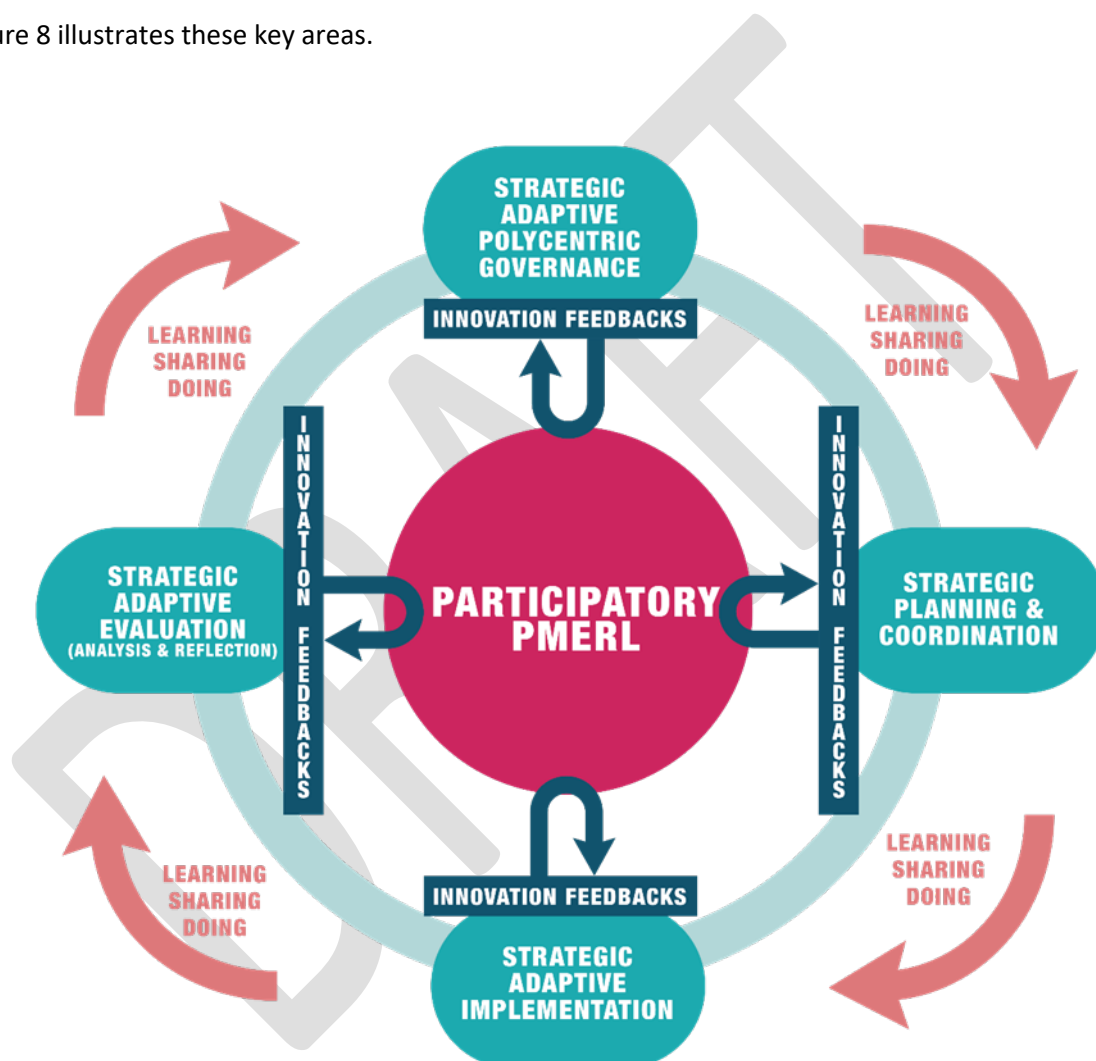 ure 8 illustrates these key areas.
STRATEGIC
ADAPTIVE
POLYCENTRIC
GOVERNANCE
INNOVATION FEEDBACKS
LEARNING
SHARING
DOING
LEARNING
SHARING
DOING
INNOVATION FEEDBACKS
INNOVATION FEEDBACKS
STRATEGIC
ADAPTIVE
EVALUATION
(ANALYSIS & REFLECTION)
PARTICIPATORY
PMERL
STRATEGIC
PLANNING &
COORDINATION
LEARNING
SHARING
DOING
LEARNING
SHARING
DOING
INNOVATION FEEDBACKS
STRATEGIC
ADAPTIVE
IMPLEMENTATION
DRAFT